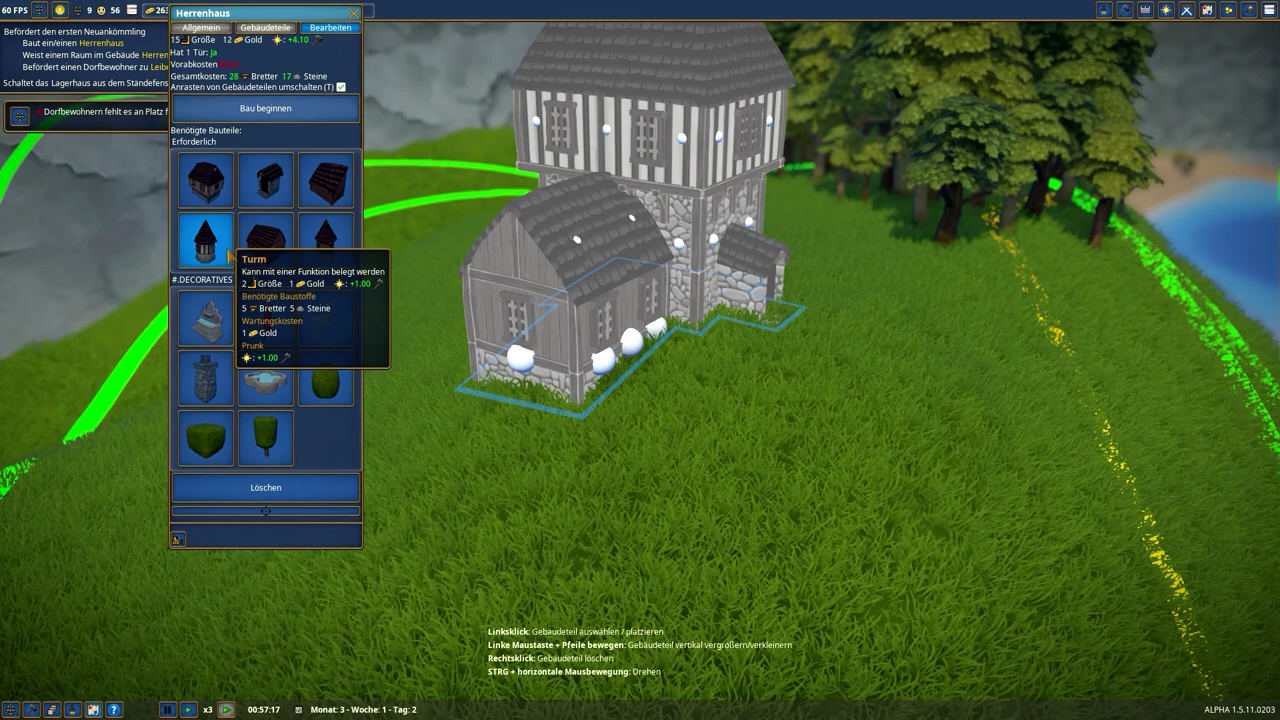 60 FPS
9
56
263
Befördert den ersten Neuankömmling
Baut ein/einen Herrenhaus
Weist einem Raum im Gebäude Herren
Befördert einen Dorfbewohner zu Leibe
Schaltet das Lagerhaus aus dem Ständefens
Dorfbewohnern fehlt es an Platz f
Herrenhaus
Allgemein
Gebäudeteile
Bearbeiten
15 Größe 12 Gold : +4.10
Hat 1 Tür: Ja
Vorabkosten
Gesamtkosten: 28 Bretter 17 Steine
Anrasten von Gebäudeteilen umschalten (T)
Bau beginnen
Benötigte Bauteile:
Erforderlich
#.DECORATIVES
Turm
Kann mit einer Funktion belegt werden
2 Größe 1 Gold : +1.00
Benötigte Baustoffe
5 Bretter 5 Steine
Wartungskosten
1 Gold
Prunk
: +1.00
Löschen
Linksklick: Gebäudeteil auswählen / platzieren
Linke Maustaste + Pfeile bewegen: Gebäudeteil vertikal vergrößern/verkleinern
Rechtsklick: Gebäudeteil löschen
STRG + horizontale Mausbewegung: Drehen
x3
00:57:17
Monat: 3 - Woche: 1 - Tag: 2
ALPHA 1.5.11.0203